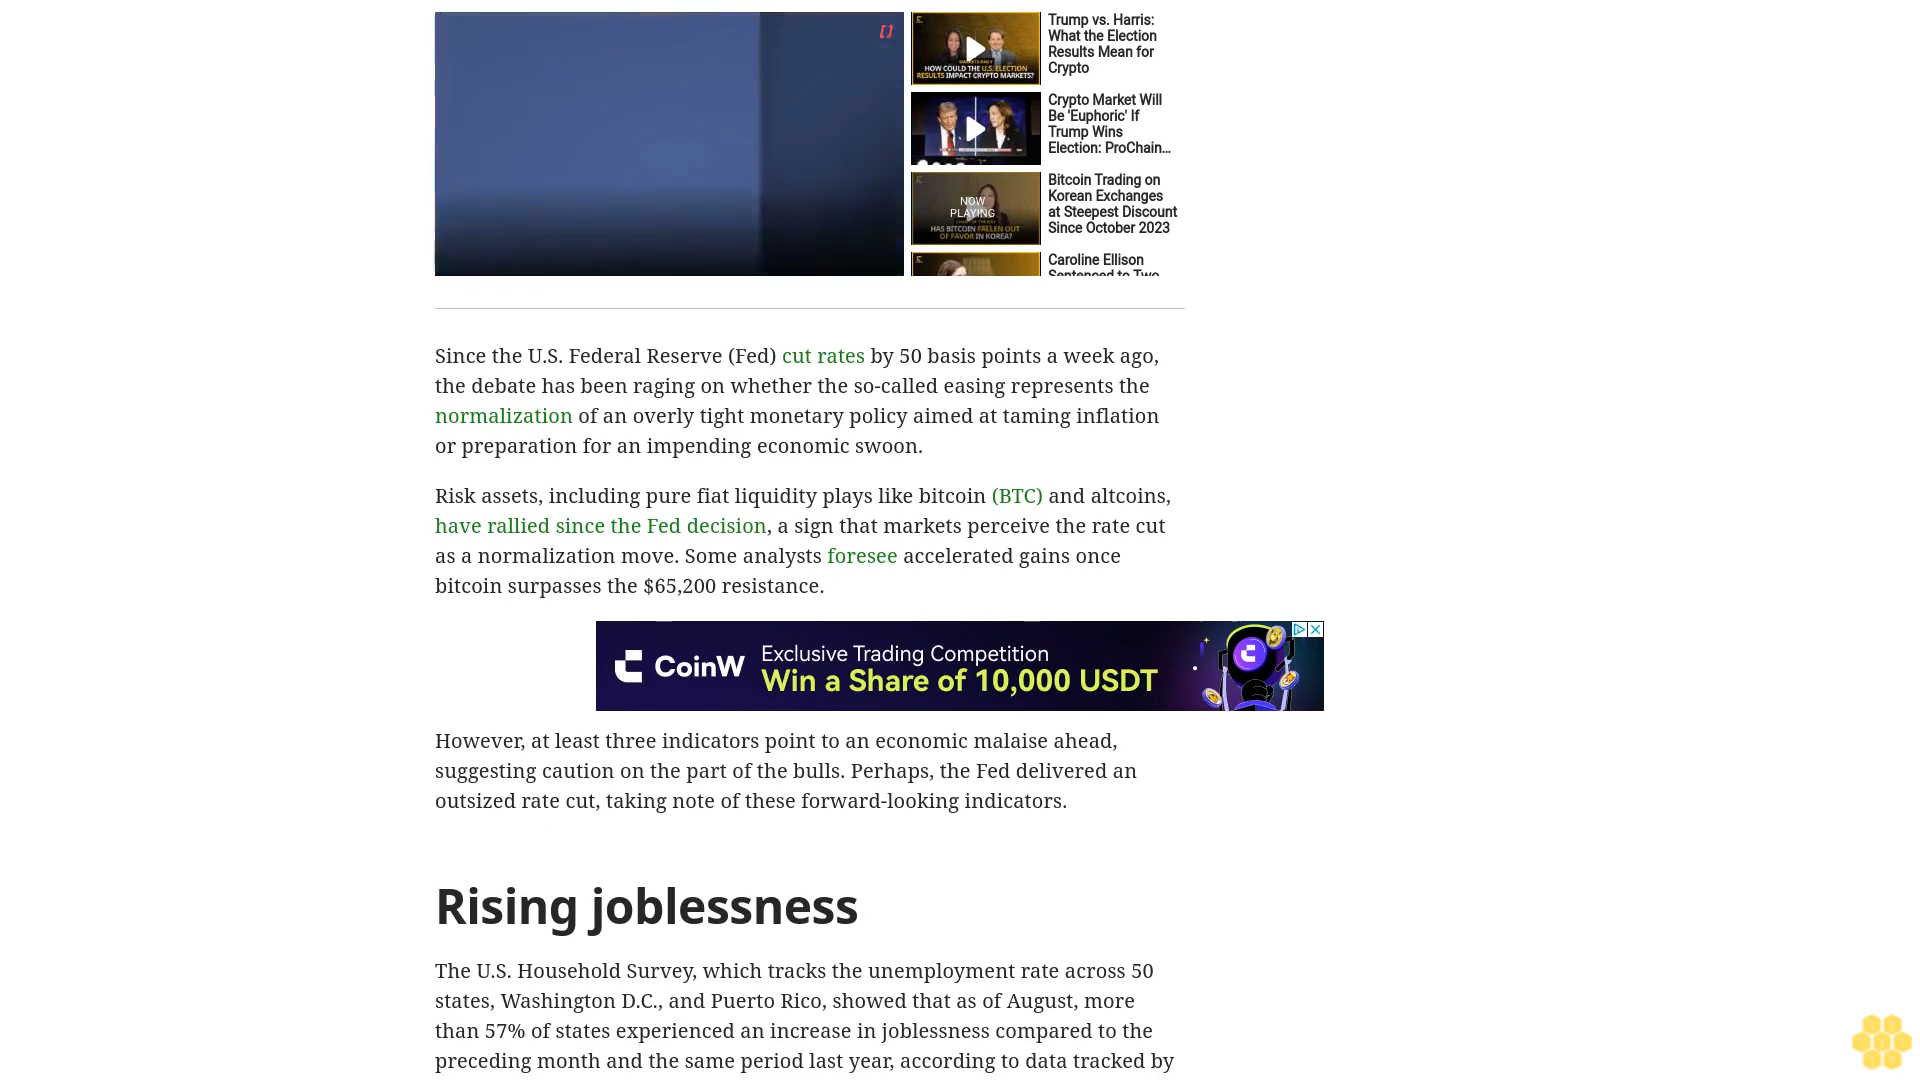 Trump vs. Harris:
What the Election
Results Mean for
Crypto
MARKETS DAILY
HOW COULD THE U.S. ELECTION
RESULTS IMPACT CRYPTO MARKETS?
Crypto Market Will
Be 'Euphoric' If
Trump Wins
Election: ProChain...
Bitcoin Trading on
Korean Exchanges
at Steepest Discount
Since October 2023
NOW
PLAYING
CHART OF THE DAY
HAS BITCOIN FALLEN OUT
OF FAVOR IN KOREA?
Caroline Ellison
Sentenced to Two
Since the U.S. Federal Reserve (Fed) cut rates by 50 basis points a week ago,
the debate has been raging on whether the so-called easing represents the
normalization of an overly tight monetary policy aimed at taming inflation
or preparation for an impending economic swoon.
Risk assets, including pure fiat liquidity plays like bitcoin (BTC) and altcoins,
have rallied since the Fed decision, a sign that markets perceive the rate cut
as a normalization move. Some analysts foresee accelerated gains once
bitcoin surpasses the $65,200 resistance.
CoinW
Exclusive Trading Competition
Win a Share of 10,000 USDT
However, at least three indicators point to an economic malaise ahead,
suggesting caution on the part of the bulls. Perhaps, the Fed delivered an
outsized rate cut, taking note of these forward-looking indicators.
Rising joblessness
The U.S. Household Survey, which tracks the unemployment rate across 50
states, Washington D.C., and Puerto Rico, showed that as of August, more
than 57% of states experienced an increase in joblessness compared to the
preceding month and the same period last year, according to data tracked by